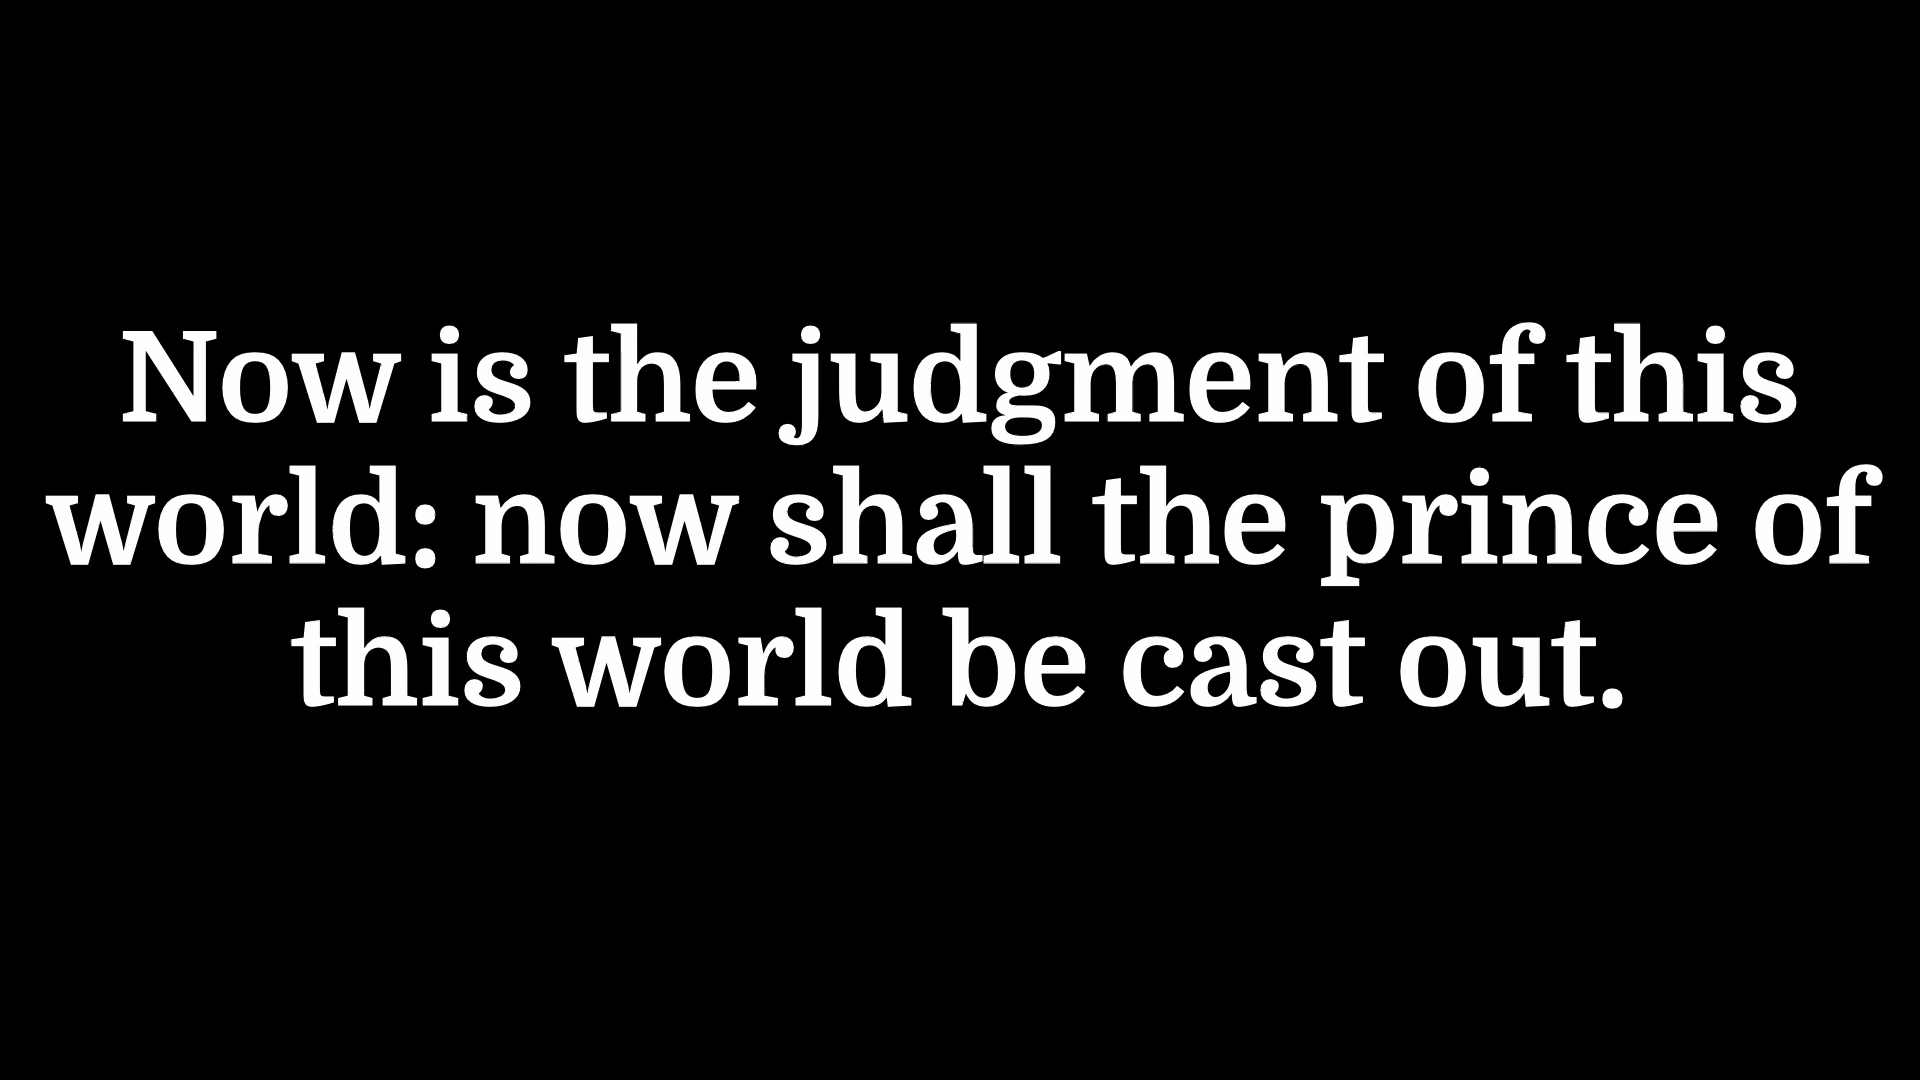 Now is the judgment of this
world: now shall the prince of
this world be cast out.